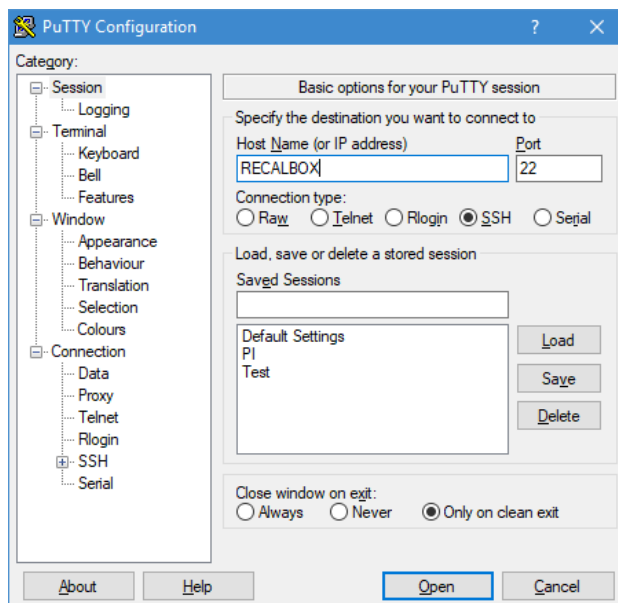 PuTTY Configuration
Category:
Session
Logging
Terminal
Keyboard
Bell
Features
Window
Appearance
Behaviour
Translation
Selection
Colours
Connection
Data
Proxy
Telnet
Rlogin
SSH
Serial
Basic options for your PuTTY session
Specify the destination you want to connect to
Host Name (or IP address) Port
RECALBOX 22
Connection type:
Raw Telnet Rlogin SSH Serial
Load, save or delete a stored session
Saved Sessions
Default Settings
PI
Test
Load
Save
Delete
Close window on exit:
Always Never Only on clean exit
About Help Open Cancel